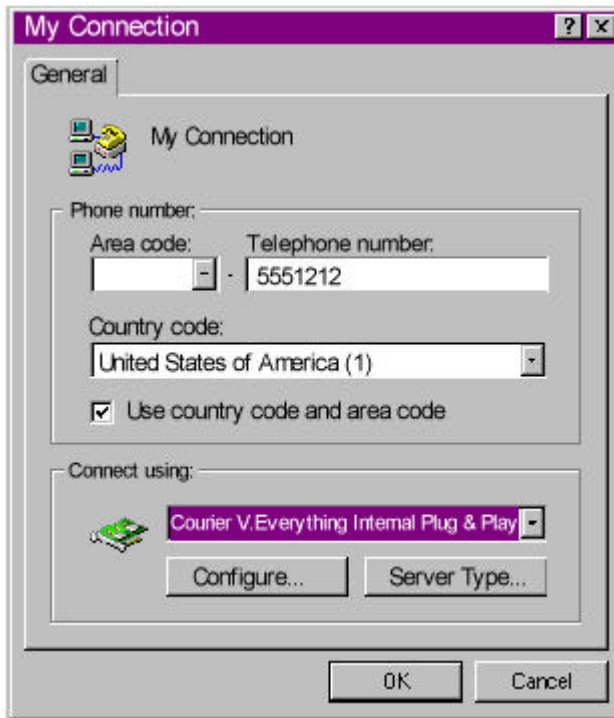 My Connection
General
My Connection
Phone number:
Area code: Telephone number:
- 5551212
Country code:
United States of America (1)
Use country code and area code
Connect using:
Courier V.Everything Internal Plug & Play
Configure... Server Type...
OK Cancel